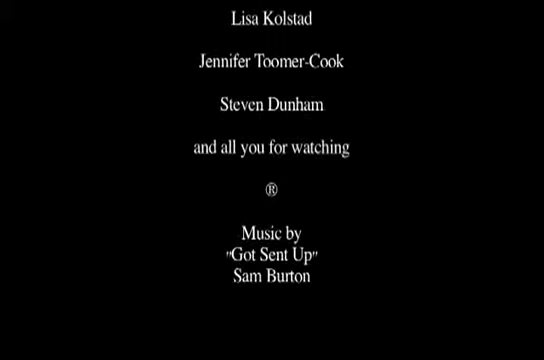 Lisa Kolstad
Jennifer Toomer-Cook
Steven Dunham
and all you for watching
®
Music by
"Got Sent Up"
Sam Burton